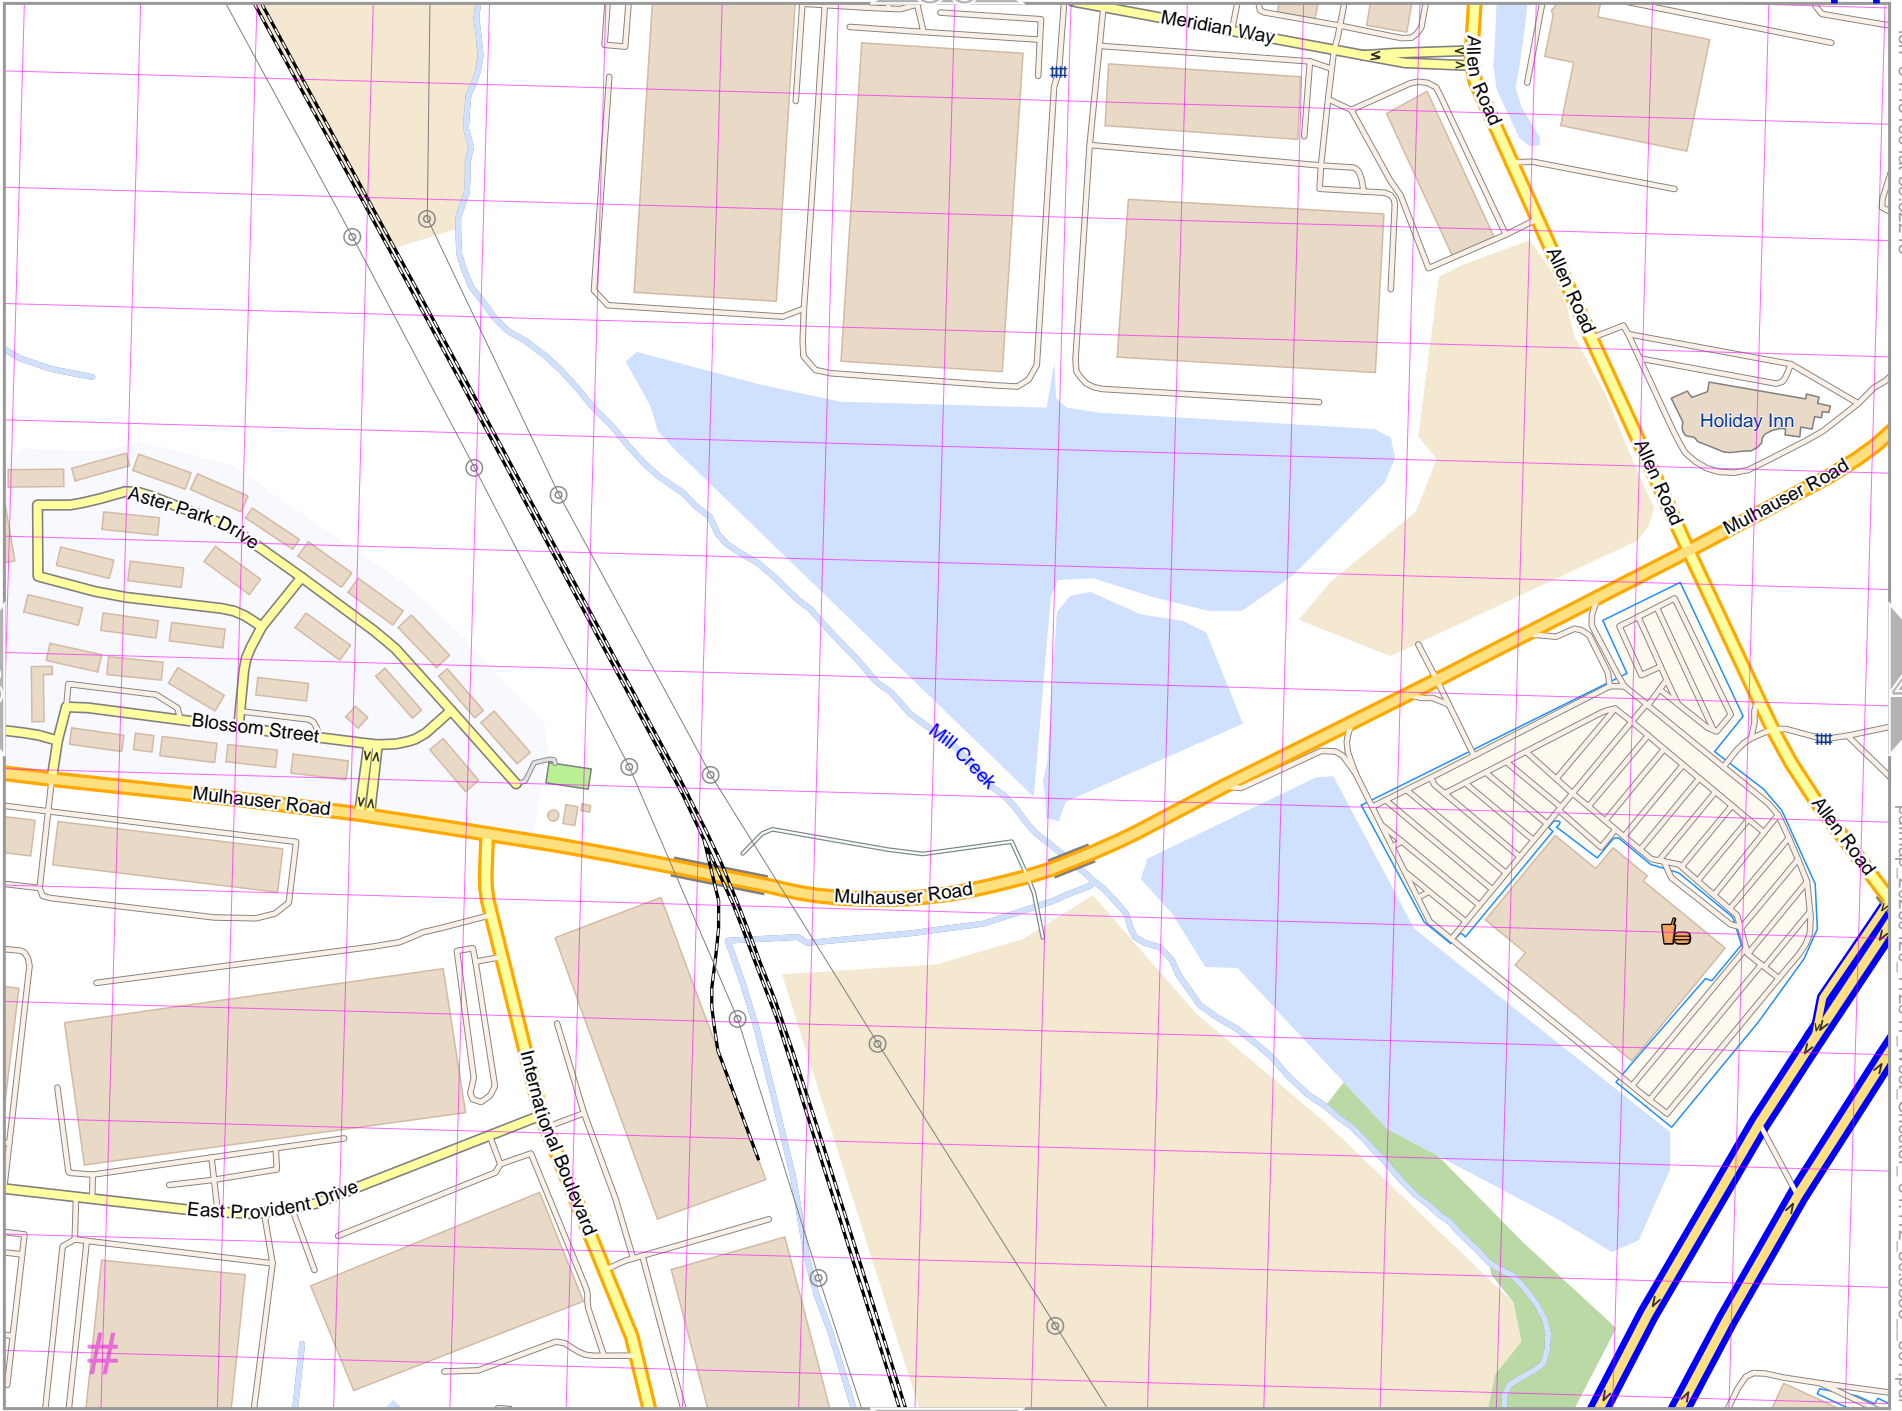 Meridian Way
Allen Road
Allen Road
Holiday Inn
Allen Road
Mulhauser Road
Aster Park Drive
Blossom Street
Mill Creek
Mulhauser Road
Mulhauser Road
Allen Road
International Boulevard
East Provident Drive
#